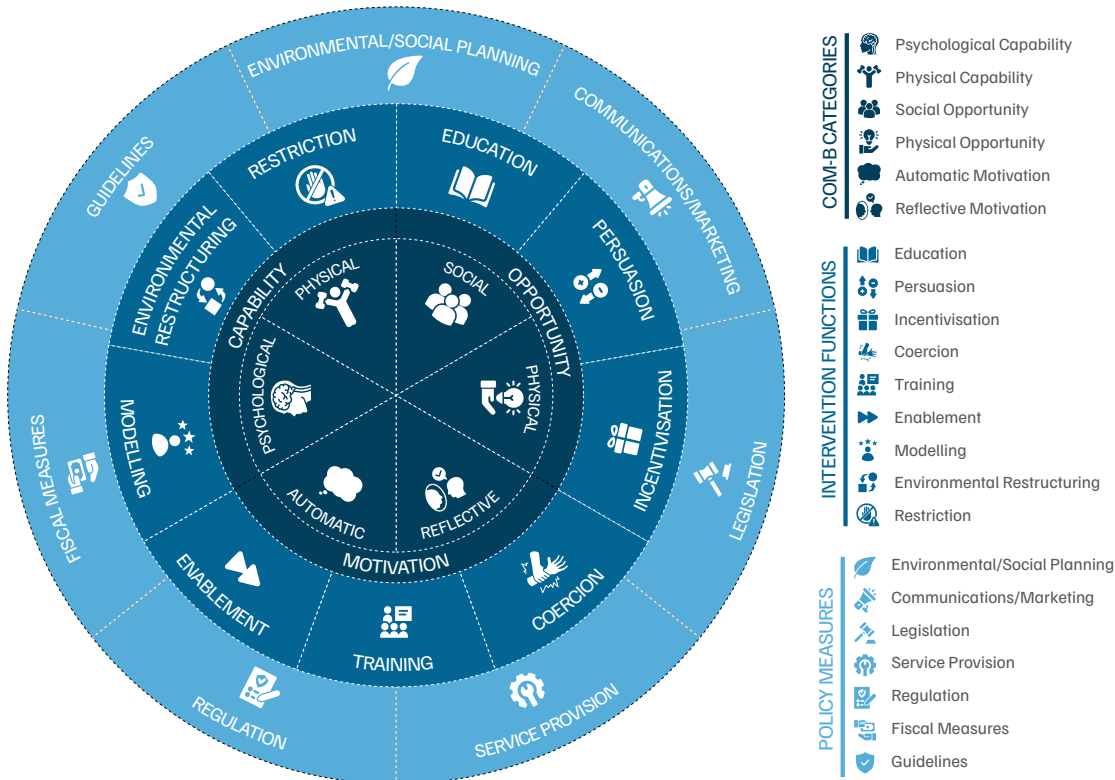 ENVIRONMENTAL/SOCIAL PLANNING
COMMUNICATIONS/MARKETING
LEGISLATION
SERVICE PROVISION
REGULATION
FISCAL MEASURES
GUIDELINES
RESTRICTION
EDUCATION
PERSUASION
INCENTIVISATION
COERCION
TRAINING
ENABLEMENT
MODELLING
ENVIRONMENTAL
RESTRUCTURING
CAPABILITY
OPPORTUNITY
MOTIVATION
PHYSICAL
SOCIAL
PHYSICAL
REFLECTIVE
AUTOMATIC
PSYCHOLOGICAL
COM-B CATEGORIES
Psychological Capability
Physical Capability
Social Opportunity
Physical Opportunity
Automatic Motivation
Reflective Motivation
INTERVENTION FUNCTIONS
Education
Persuasion
Incentivisation
Coercion
Training
Enablement
Modelling
Environmental Restructuring
Restriction
POLICY MEASURES
Environmental/Social Planning
Communications/Marketing
Legislation
Service Provision
Regulation
Fiscal Measures
Guidelines